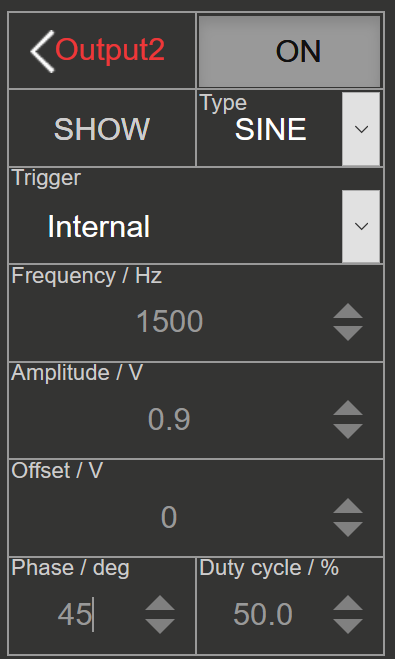 Output2 ON
SHOW Type SINE
Trigger
Internal
Frequency / Hz
1500
Amplitude / V
0.9
Offset / V
0
Phase / deg Duty cycle / %
45 50.0